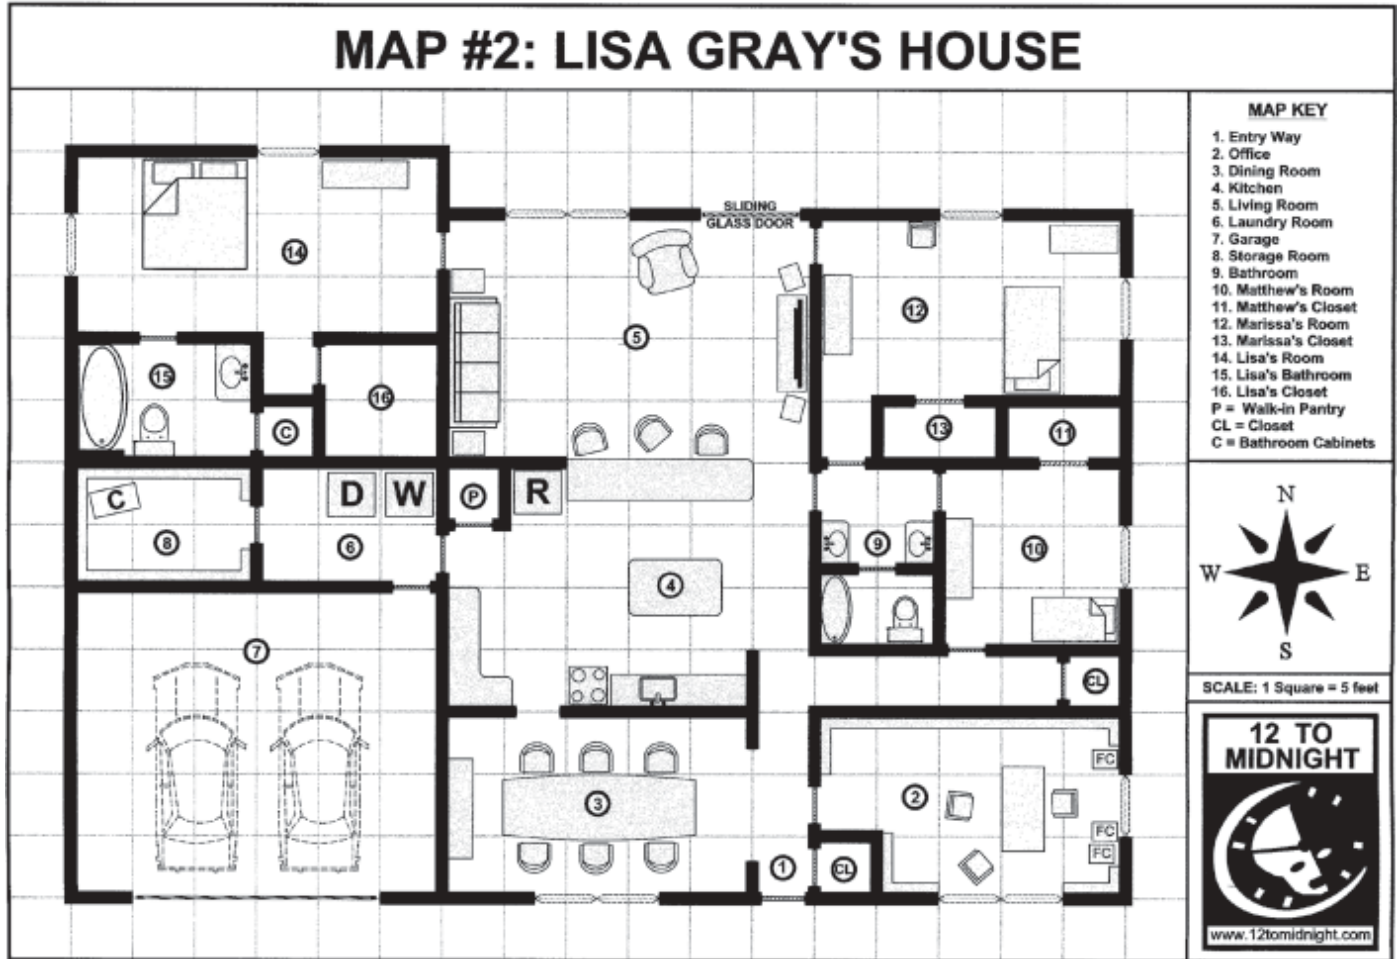 MAP #2: LISA GRAY'S HOUSE
MAP KEY
1. Entry Way
2. Office
3. Dining Room
4. Kitchen
5. Living Room
6. Laundry Room
7. Garage
8. Storage Room
9. Bathroom
10. Matthew's Room
11. Matthew's Closet
12. Marissa's Room
13. Marissa's Closet
14. Lisa's Room
15. Lisa's Bathroom
16. Lisa's Closet
P = Walk-in Pantry
CL = Closet
C = Bathroom Cabinets
N
W
E
S
SCALE: 1 Square = 5 feet
12 TO
MIDNIGHT
www.12tomidnight.com
SLIDING
GLASS DOOR
14
5
12
15
16
C
13
11
C
8
D
W
6
P
R
9
10
4
7
CL
3
2
FC
FC
FC
1
CL